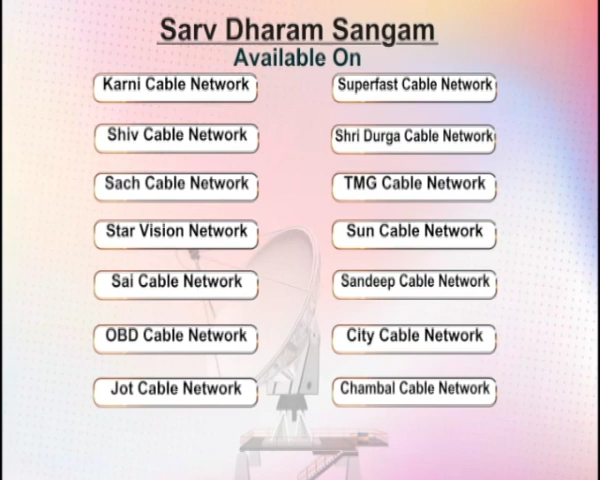 Sarv Dharam Sangam
Available On
Karni Cable Network
Superfast Cable Network
Shiv Cable Network
Shri Durga Cable Network
Sach Cable Network
TMG Cable Network
Star Vision Network
Sun Cable Network
Sai Cable Network
Sandeep Cable Network
OBD Cable Network
City Cable Network
Jot Cable Network
Chambal Cable Network